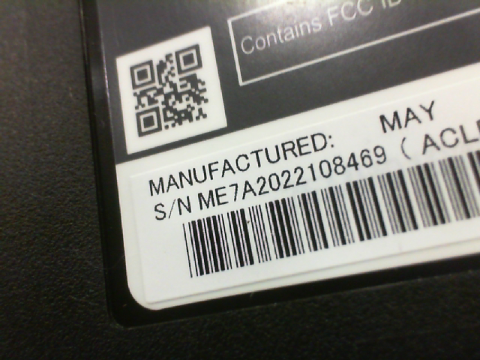 Contains FCC ID
MANUFACTURED: MAY
S/N ME7A2022108469 ( ACL